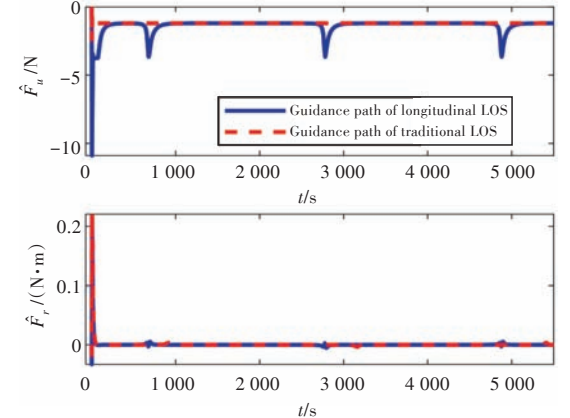 0
−5
−10
F̂u/N
Guidance path of longitudinal LOS
Guidance path of traditional LOS
0 1 000 2 000 3 000 4 000 5 000
t/s
0.2
0.1
0
F̂r/(N•m)
0 1 000 2 000 3 000 4 000 5 000
t/s